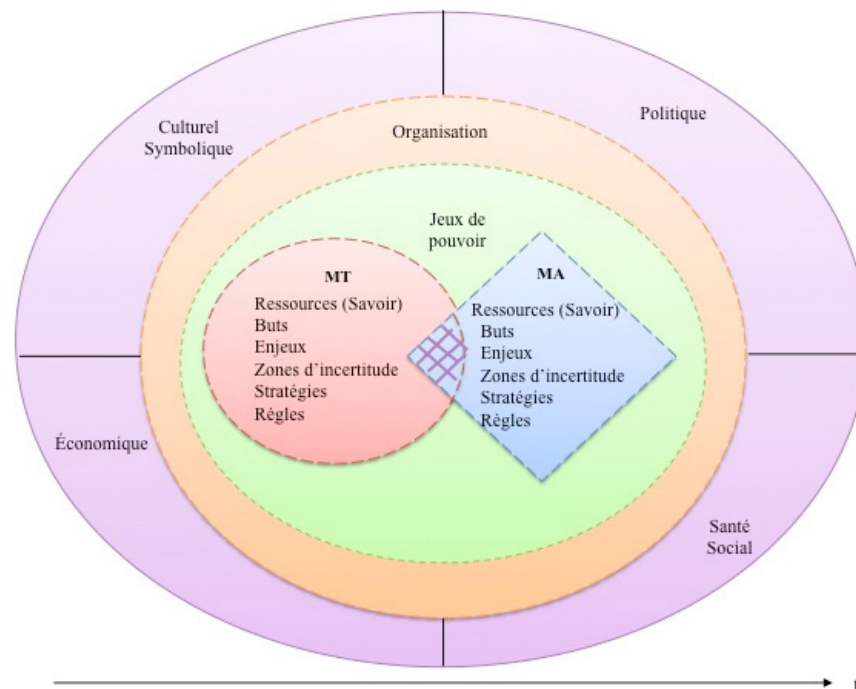 Culturel
Symbolique
Politique
Organisation
Jeux de
pouvoir
MT
Ressources (Savoir)
Buts
Enjeux
Zones d’incertitude
Stratégies
Règles
MA
Ressources (Savoir)
Buts
Enjeux
Zones d’incertitude
Stratégies
Règles
Économique
Santé
Social